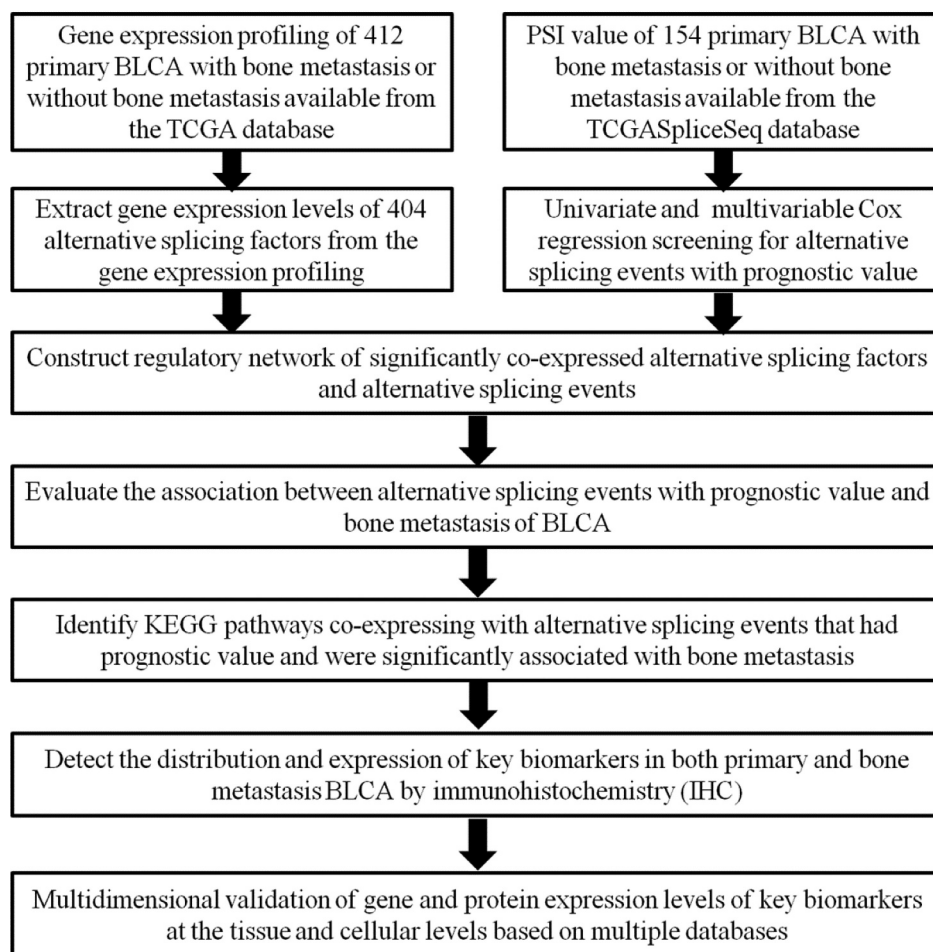 Gene expression profiling of 412
primary BLCA with bone metastasis or
without bone metastasis available from
the TCGA database
PSI value of 154 primary BLCA with
bone metastasis or without bone
metastasis available from the
TCGASpliceSeq database
Extract gene expression levels of 404
alternative splicing factors from the
gene expression profiling
Univariate and multivariable Cox
regression screening for alternative
splicing events with prognostic value
Construct regulatory network of significantly co-expressed alternative splicing factors
and alternative splicing events
Evaluate the association between alternative splicing events with prognostic value and
bone metastasis of BLCA
Identify KEGG pathways co-expressing with alternative splicing events that had
prognostic value and were significantly associated with bone metastasis
Detect the distribution and expression of key biomarkers in both primary and bone
metastasis BLCA by immunohistochemistry (IHC)
Multidimensional validation of gene and protein expression levels of key biomarkers
at the tissue and cellular levels based on multiple databases